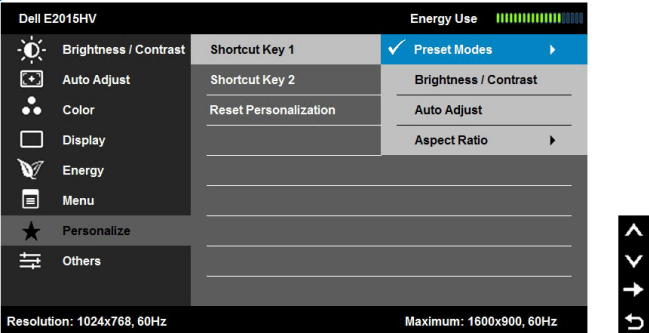 Dell E2015HV Energy Use
Brightness / Contrast Shortcut Key 1 Preset Modes
Auto Adjust Shortcut Key 2 Brightness / Contrast
Color Reset Personalization Auto Adjust
Display Aspect Ratio
Energy
Menu
Personalize
Others
Resolution: 1024x768, 60Hz Maximum: 1600x900, 60Hz